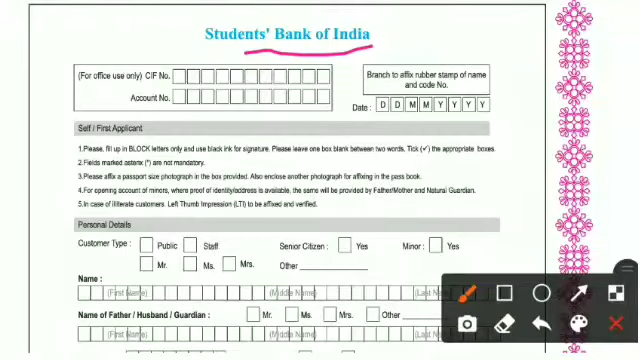 Students' Bank of India
(For office use only) CIF No.
Account No.
Branch to affix rubber stamp of name
and code No.
Date : D D M M Y Y Y Y
Self / First Applicant
1.Please, fill up in BLOCK letters only and use black ink for signature. Please leave one box blank between two words. Tick (✓) the appropriate boxes.
2.Fields marked asterix (*) are not mandatory.
3.Please affix a passport size photograph in the box provided. Also enclose another photograph for affixing in the pass book.
4.For opening account of minors, where proof of identity/address is available, the same will be provided by Father/Mother and Natural Guardian.
5.In case of illiterate customers. Left Thumb Impression (LTI) to be affixed and verified.
Personal Details
Customer Type : Public Staff Senior Citizen : Yes Minor : Yes
Mr. Ms. Mrs. Other
Name :
(First Name) (Middle Name) (Last
Name of Father / Husband / Guardian : Mr. Ms. Mrs. Other
(First Name) (Middle Name) (Last